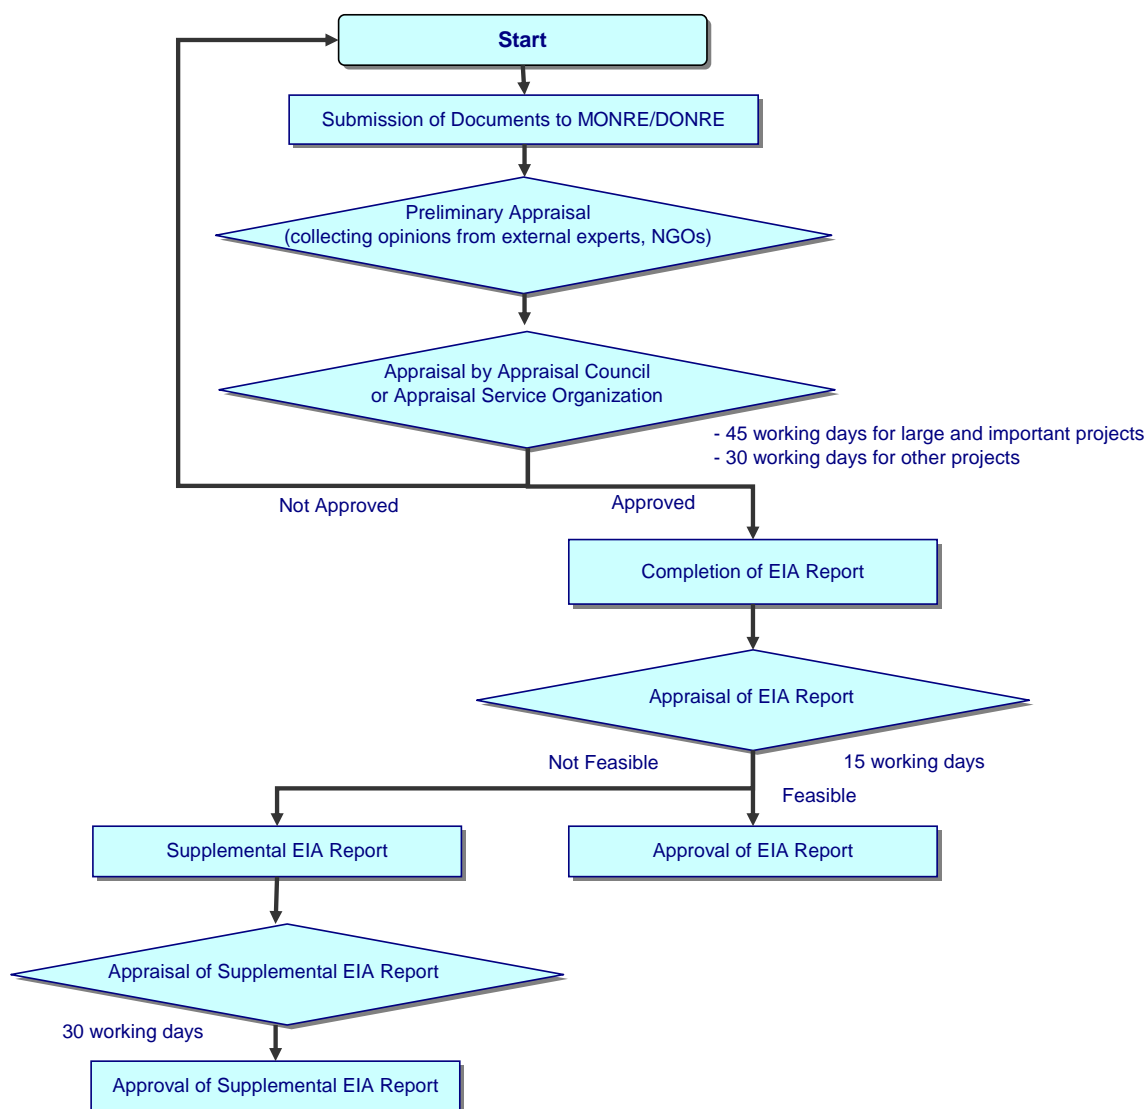 Start
Submission of Documents to MONRE/DONRE
Preliminary Appraisal
(collecting opinions from external experts, NGOs)
Appraisal by Appraisal Council
or Appraisal Service Organization
- 45 working days for large and important projects
- 30 working days for other projects
Not Approved
Approved
Completion of EIA Report
Appraisal of EIA Report
Not Feasible
15 working days
Feasible
Supplemental EIA Report
Approval of EIA Report
Appraisal of Supplemental EIA Report
30 working days
Approval of Supplemental EIA Report